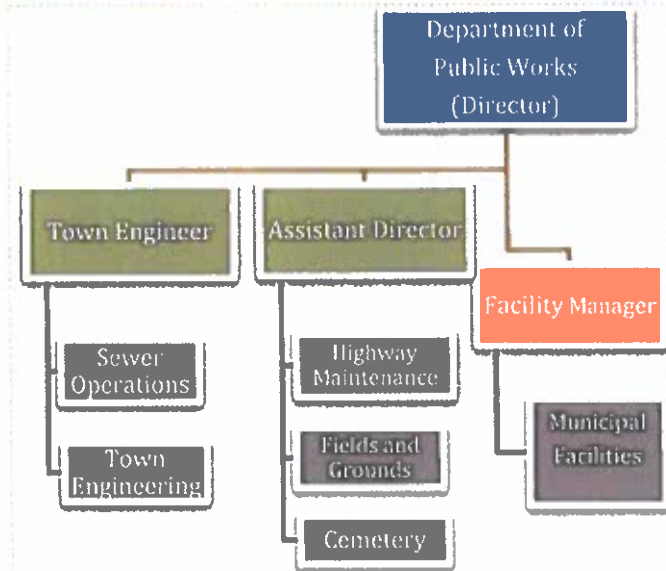 Department of
Public Works
(Director)
Town Engineer
Assistant Director
Facility Manager
Sewer
Operations
Town
Engineering
Highway
Maintenance
Fields and
Grounds
Cemetery
Municipal
Facilities